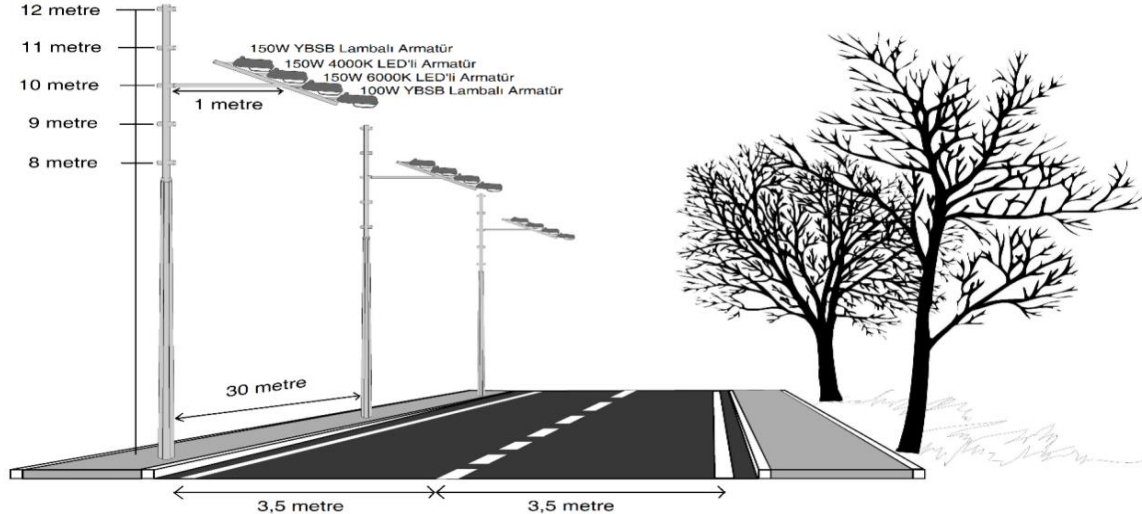 12 metre
11 metre
10 metre
9 metre
8 metre
150W YBSB Lambalı Armatür
150W 4000K LED'li Armatür
150W 6000K LED'li Armatür
100W YBSB Lambalı Armatür
1 metre
30 metre
3,5 metre
3,5 metre